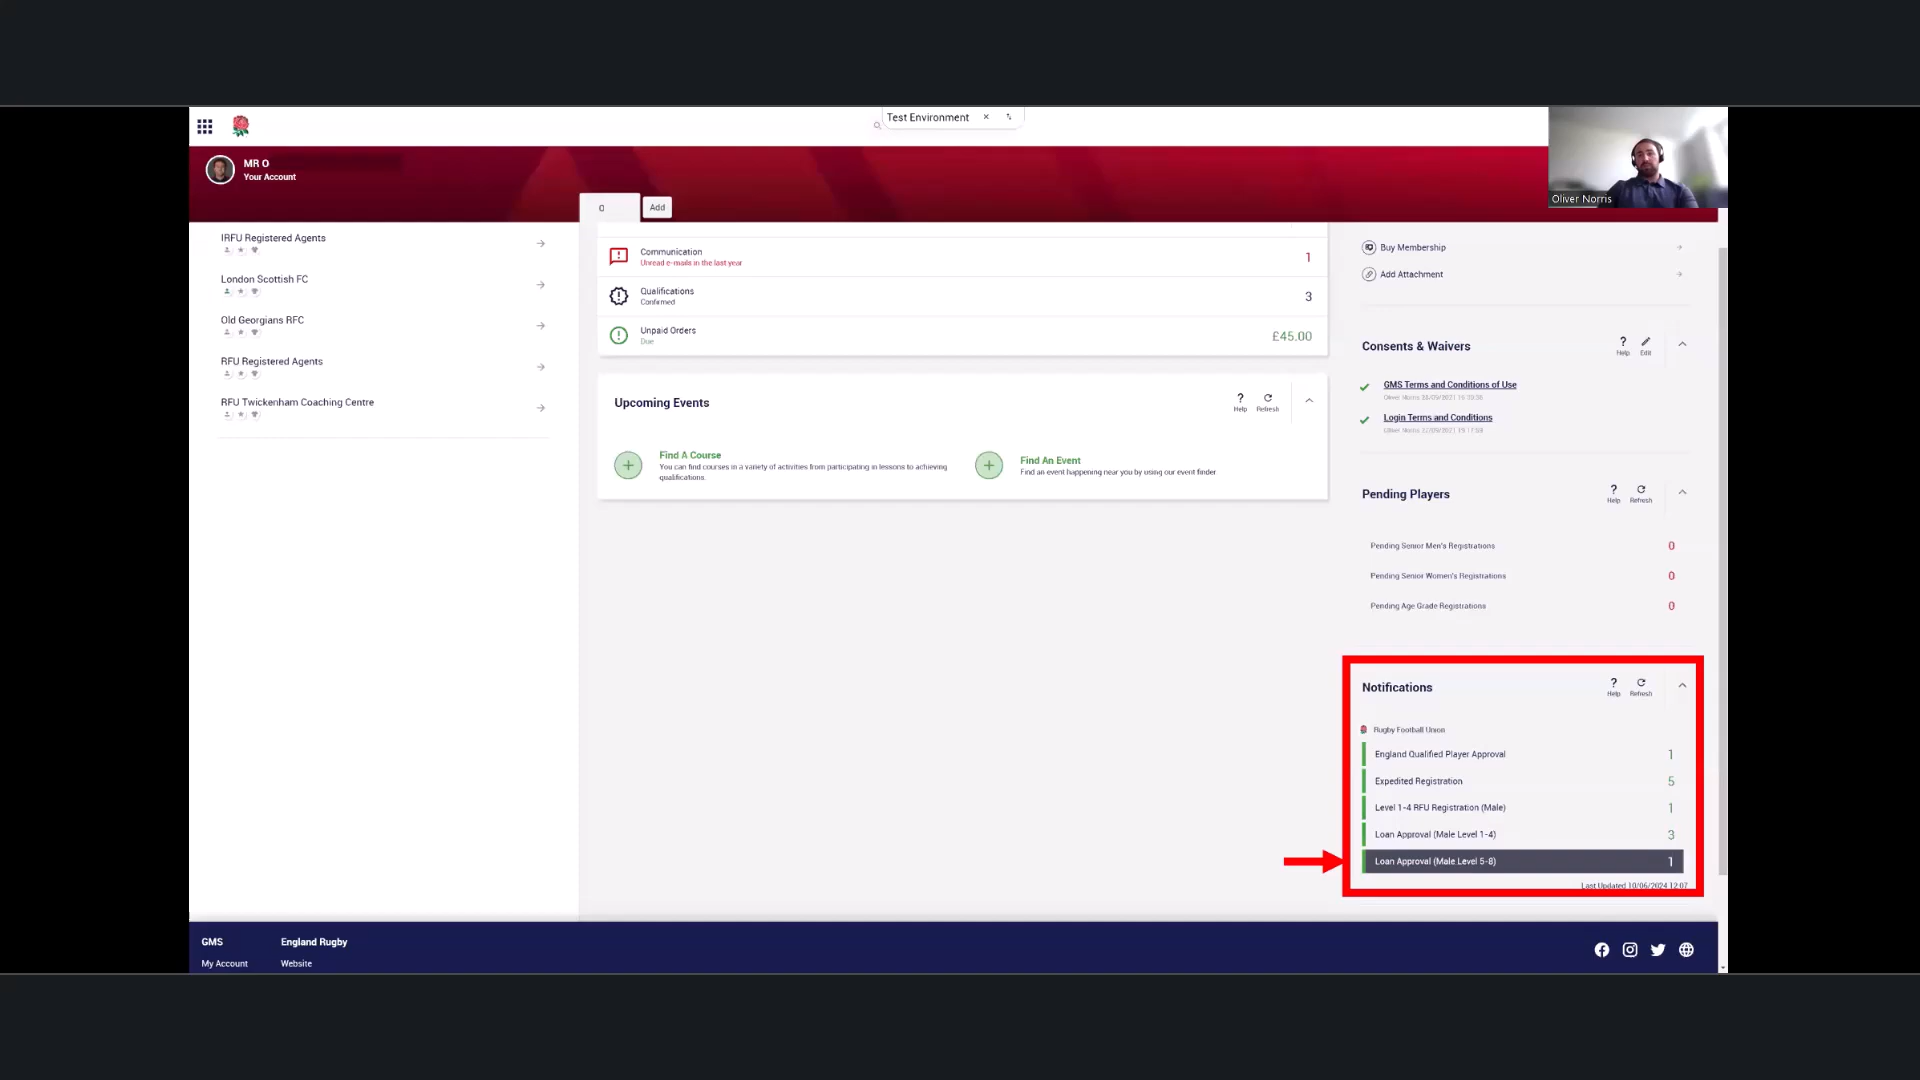 Test Environment
MR O
Your Account
Oliver Norris
0
Add
IRFU Registered Agents
London Scottish FC
Old Georgians RFC
RFU Registered Agents
RFU Twickenham Coaching Centre
Communication
Unread e-mails in the last year
1
Qualifications
Confirmed
3
Unpaid Orders
Due
£45.00
Upcoming Events
Help
Refresh
Find A Course
You can find courses in a variety of activities from participating in lessons to achieving
qualifications.
Find An Event
Find an event happening near you by using our event finder
Buy Membership
Add Attachment
Consents & Waivers
Help
Edit
GMS Terms and Conditions of Use
Login Terms and Conditions
Pending Players
Help
Refresh
Pending Senior Men's Registrations 0
Pending Senior Women's Registrations 0
Pending Age Grade Registrations 0
Notifications
Help
Refresh
Rugby Football Union
England Qualified Player Approval 1
Expedited Registration 5
Level 1-4 RFU Registration (Male) 1
Loan Approval (Male Level 1-4) 3
Loan Approval (Male Level 5-8) 1
Last Updated 10/06/2024 12:07
GMS
England Rugby
My Account
Website